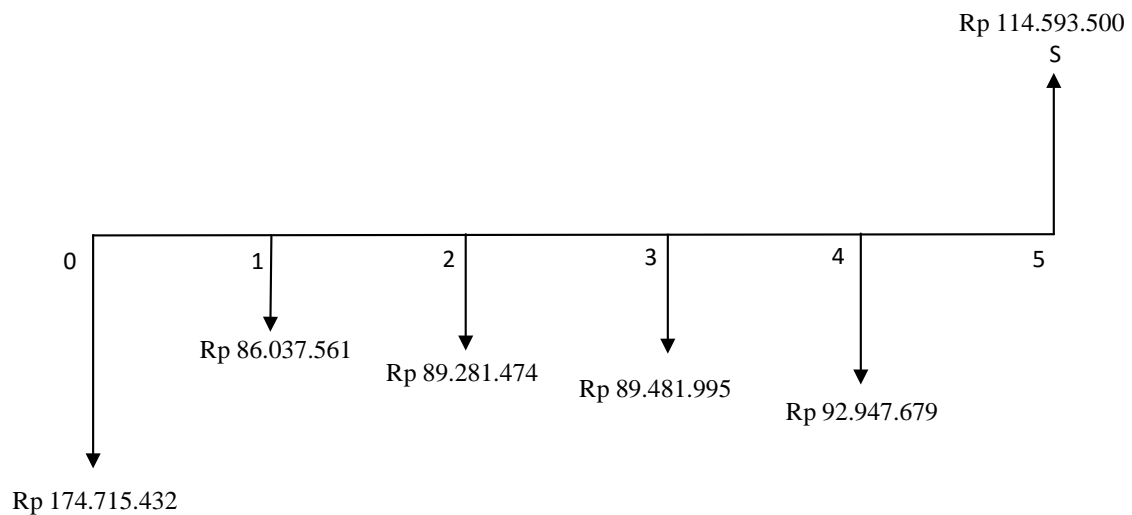 Rp 114.593.500
S
0
1
2
3
4
5
Rp 86.037.561
Rp 89.281.474
Rp 89.481.995
Rp 92.947.679
Rp 174.715.432